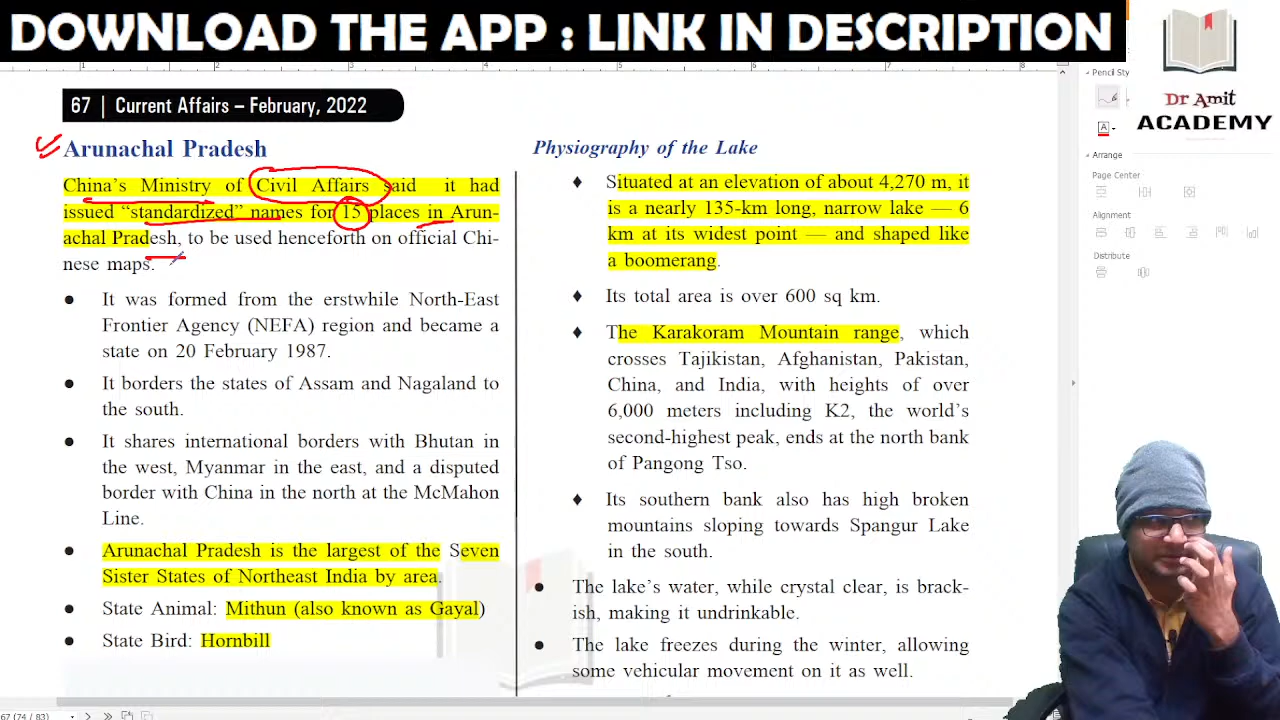 DOWNLOAD THE APP : LINK IN DESCRIPTION
67 | Current Affairs – February, 2022
Arunachal Pradesh
China's Ministry of Civil Affairs said it had
issued "standardized" names for 15 places in Arun-
achal Pradesh, to be used henceforth on official Chi-
nese maps.
● It was formed from the erstwhile North-East
Frontier Agency (NEFA) region and became a
state on 20 February 1987.
● It borders the states of Assam and Nagaland to
the south.
● It shares international borders with Bhutan in
the west, Myanmar in the east, and a disputed
border with China in the north at the McMahon
Line.
● Arunachal Pradesh is the largest of the Seven
Sister States of Northeast India by area.
● State Animal: Mithun (also known as Gayal)
● State Bird: Hornbill
Physiography of the Lake
♦ Situated at an elevation of about 4,270 m, it
is a nearly 135-km long, narrow lake — 6
km at its widest point — and shaped like
a boomerang.
♦ Its total area is over 600 sq km.
♦ The Karakoram Mountain range, which
crosses Tajikistan, Afghanistan, Pakistan,
China, and India, with heights of over
6,000 meters including K2, the world's
second-highest peak, ends at the north bank
of Pangong Tso.
♦ Its southern bank also has high broken
mountains sloping towards Spangur Lake
in the south.
● The lake's water, while crystal clear, is brack-
ish, making it undrinkable.
● The lake freezes during the winter, allowing
some vehicular movement on it as well.
Dr Amit
ACADEMY
Pencil Sty
Arrange
Page Center
Alignment
Distribute
3
4
5
6
8
67 (74 / 83)